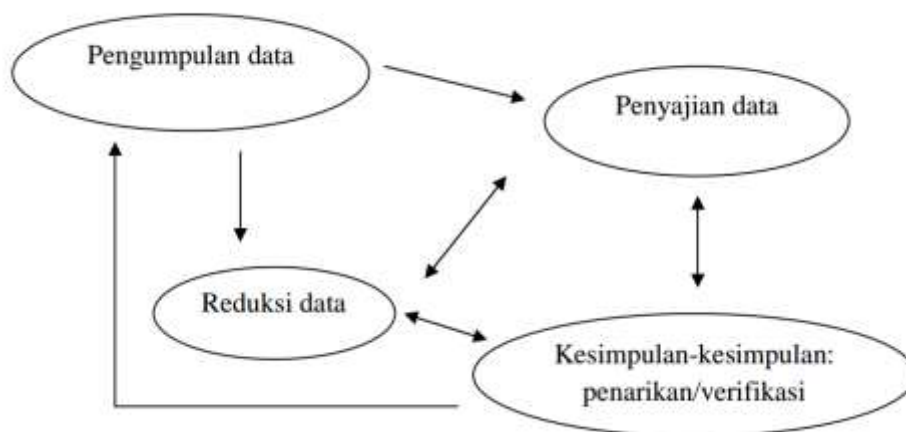 Pengumpulan data
Penyajian data
Reduksi data
Kesimpulan-kesimpulan:
penarikan/verifikasi